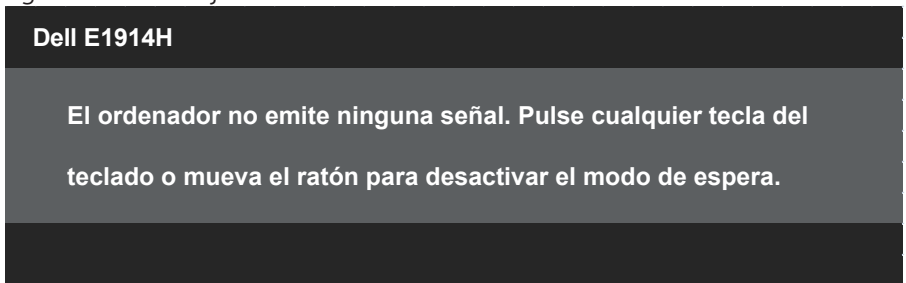 Dell E1914H
El ordenador no emite ninguna señal. Pulse cualquier tecla del
teclado o mueva el ratón para desactivar el modo de espera.